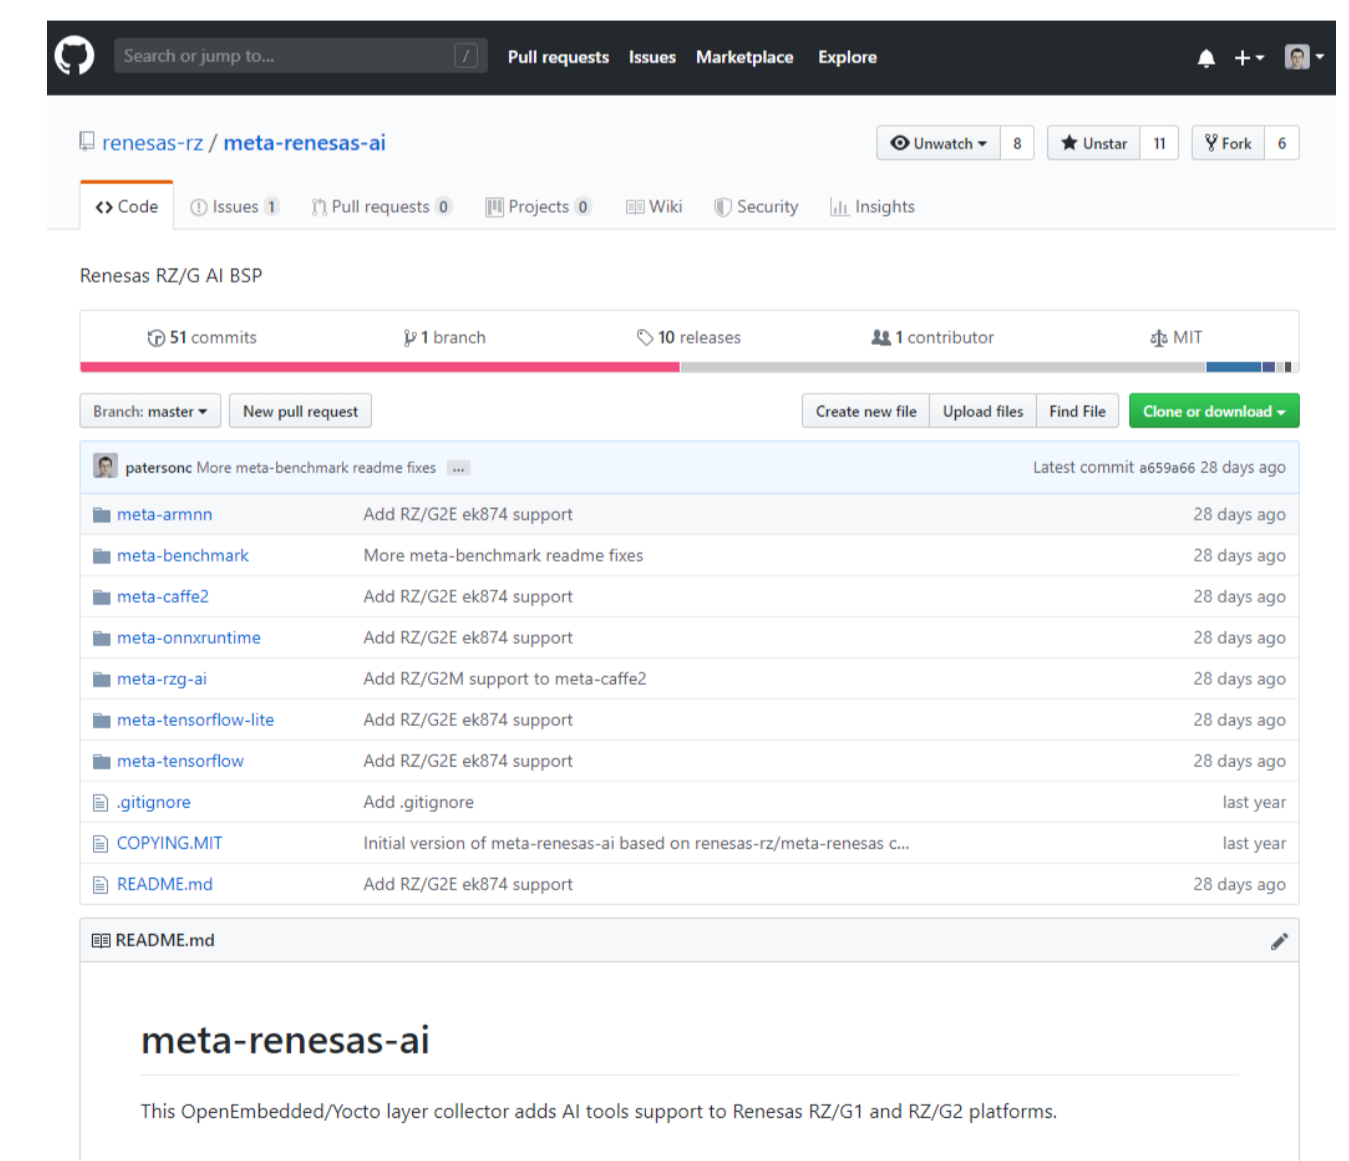 Search or jump to... / Pull requests Issues Marketplace Explore
renesas-rz / meta-renesas-ai Unwatch 8 Unstar 11 Fork 6
Code Issues 1 Pull requests 0 Projects 0 Wiki Security Insights
Renesas RZ/G AI BSP
51 commits 1 branch 10 releases 1 contributor MIT
Branch: master New pull request Create new file Upload files Find File Clone or download
patersonc More meta-benchmark readme fixes ... Latest commit a659a66 28 days ago
meta-armnn Add RZ/G2E ek874 support 28 days ago
meta-benchmark More meta-benchmark readme fixes 28 days ago
meta-caffe2 Add RZ/G2E ek874 support 28 days ago
meta-onnxruntime Add RZ/G2E ek874 support 28 days ago
meta-rzg-ai Add RZ/G2M support to meta-caffe2 28 days ago
meta-tensorflow-lite Add RZ/G2E ek874 support 28 days ago
meta-tensorflow Add RZ/G2E ek874 support 28 days ago
.gitignore Add .gitignore last year
COPYING.MIT Initial version of meta-renesas-ai based on renesas-rz/meta-renesas c... last year
README.md Add RZ/G2E ek874 support 28 days ago
README.md
meta-renesas-ai
This OpenEmbedded/Yocto layer collector adds AI tools support to Renesas RZ/G1 and RZ/G2 platforms.